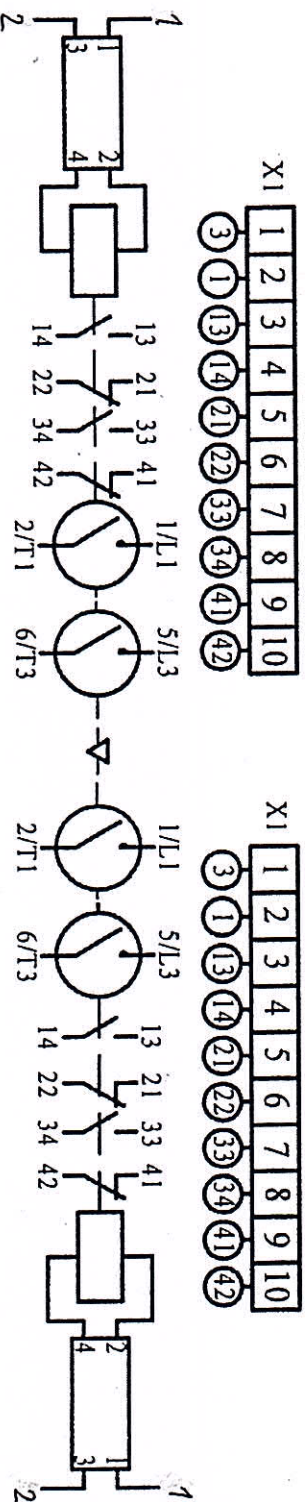 X1 1 2 3 4 5 6 7 8 9 10 X1 1 2 3 4 5 6 7 8 9 10
3 1 13 14 21 22 33 34 41 42 3 1 13 14 21 22 33 34 41 42
1 13 21 33 41 1/L1 5/L3 1/L1 5/L3 13 21 33 41 1
1 2 2 1
3 4 4 3
2 14 22 34 42 2/T1 6/T3 2/T1 6/T3 14 22 34 42 2